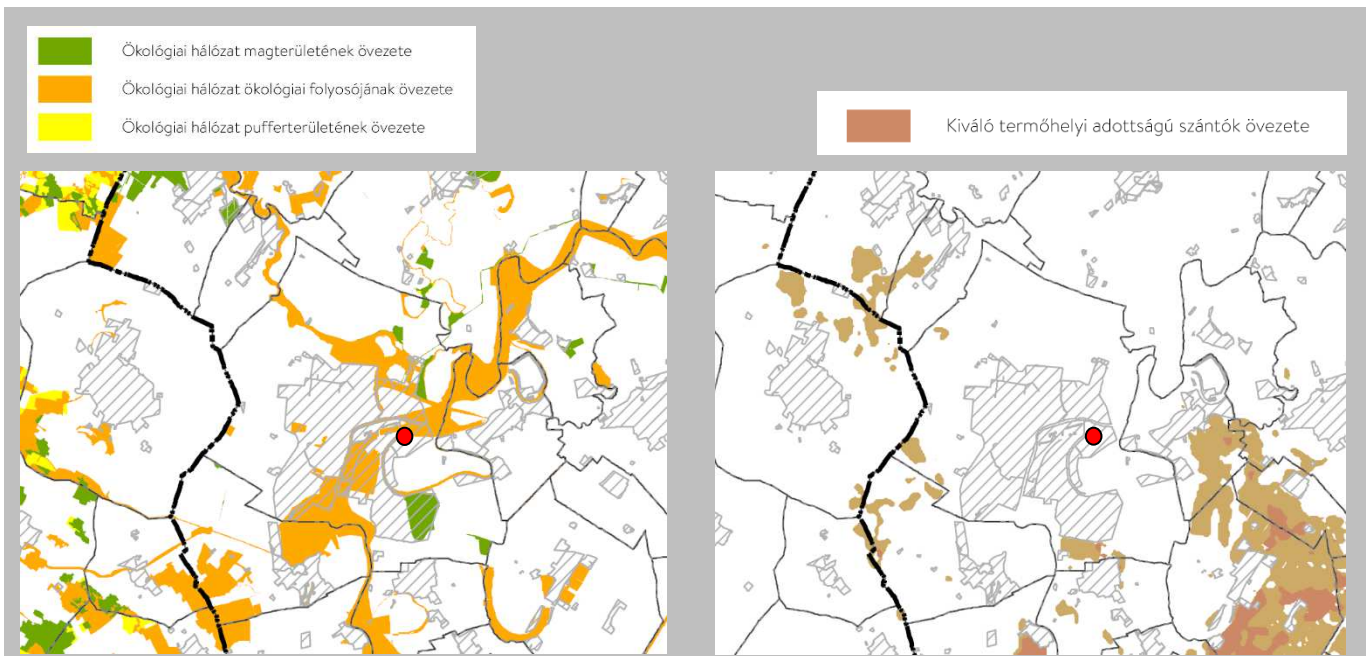 Ökológiai hálózat magterületének övezete
Ökológiai hálózat ökológiai folyosójának övezete
Ökológiai hálózat pufferterületének övezete
Kiváló termőhelyi adottságú szántók övezete